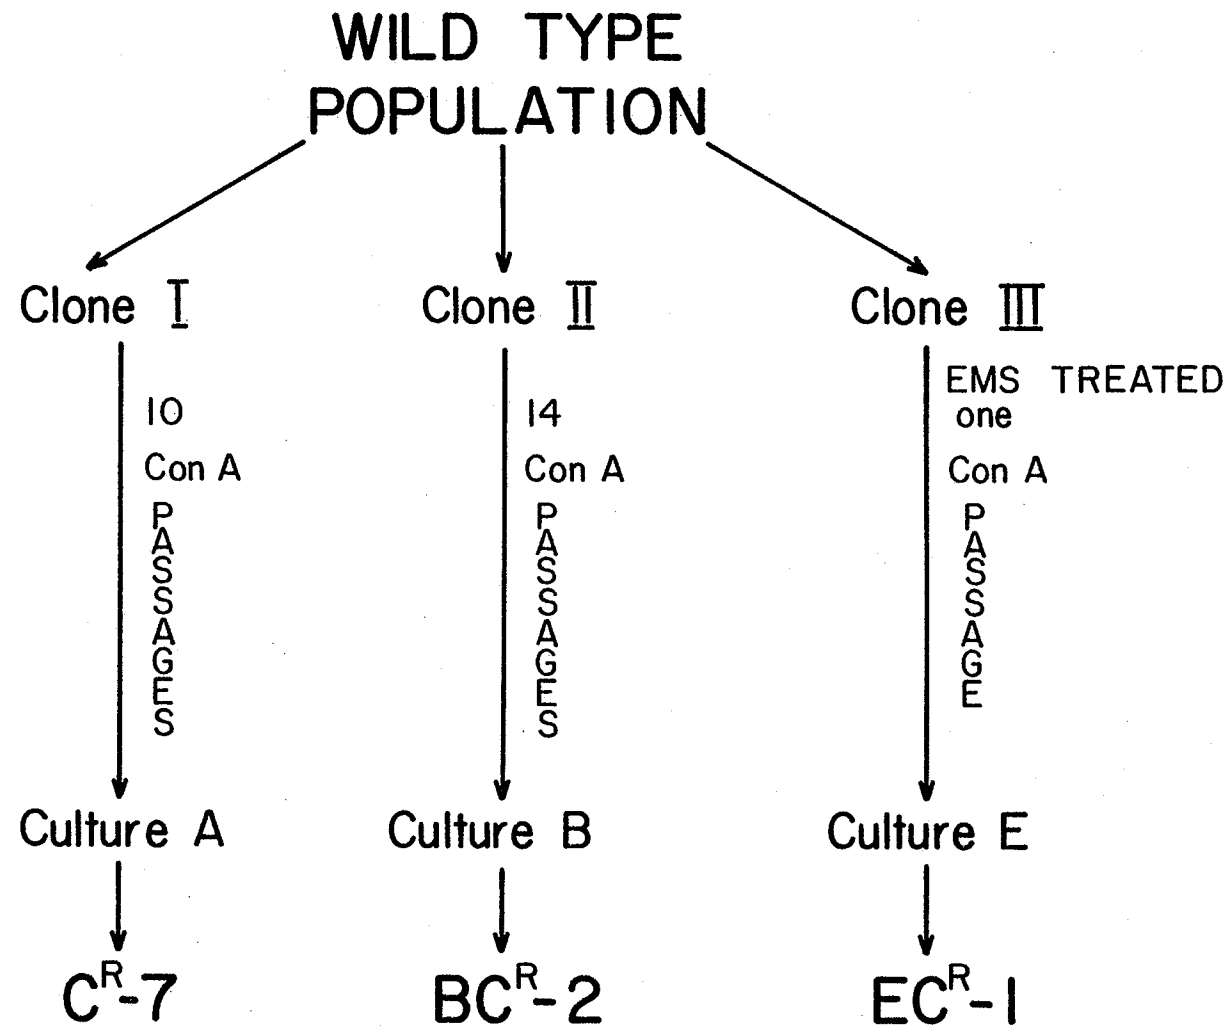 WILD TYPE
POPULATION
Clone I
Clone II
Clone III
10
Con A
PASSAGES
14
Con A
PASSAGES
EMS TREATED
one
Con A
PASSAGE
Culture A
Culture B
Culture E
C^R-7
BC^R-2
EC^R-1